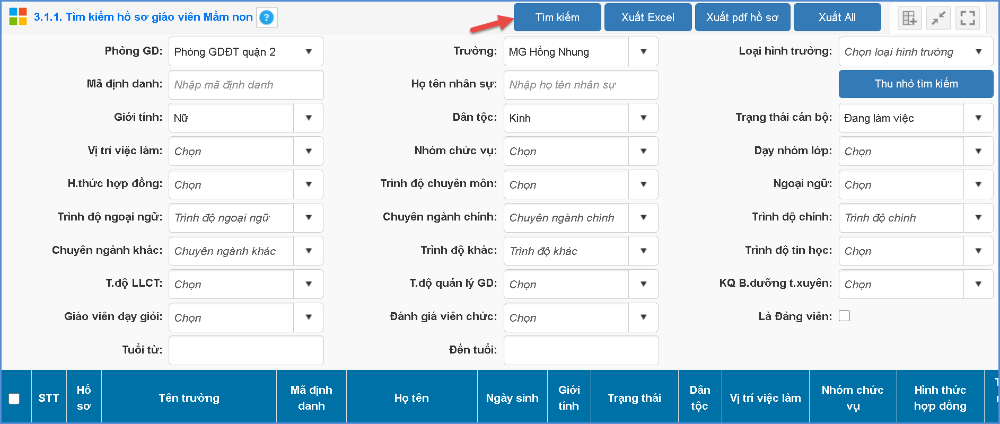 3.1.1. Tìm kiếm hồ sơ giáo viên Mầm non ?
Tìm kiếm
Xuất Excel
Xuất pdf hồ sơ
Xuất All
Phòng GD: Phòng GDĐT quận 2
Trường: MG Hồng Nhung
Loại hình trường: Chọn loại hình trường
Mã định danh: Nhập mã định danh
Họ tên nhân sự: Nhập họ tên nhân sự
Thu nhỏ tìm kiếm
Giới tính: Nữ
Dân tộc: Kinh
Trạng thái cán bộ: Đang làm việc
Vị trí việc làm: Chọn
Nhóm chức vụ: Chọn
Dạy nhóm lớp: Chọn
H.thức hợp đồng: Chọn
Trình độ chuyên môn: Chọn
Ngoại ngữ: Chọn
Trình độ ngoại ngữ: Trình độ ngoại ngữ
Chuyên ngành chính: Chuyên ngành chính
Trình độ chính: Trình độ chính
Chuyên ngành khác: Chuyên ngành khác
Trình độ khác: Trình độ khác
Trình độ tin học: Chọn
T.độ LLCT: Chọn
T.độ quản lý GD: Chọn
KQ B.dưỡng t.xuyên: Chọn
Giáo viên dạy giỏi: Chọn
Đánh giá viên chức: Chọn
Là Đảng viên:
Tuổi từ:
Đến tuổi:
STT
Hồ
sơ
Tên trường
Mã định
danh
Họ tên
Ngày sinh
Giới
tính
Trạng thái
Dân
tộc
Vị trí việc làm
Nhóm chức
vụ
Hình thức
hợp đồng